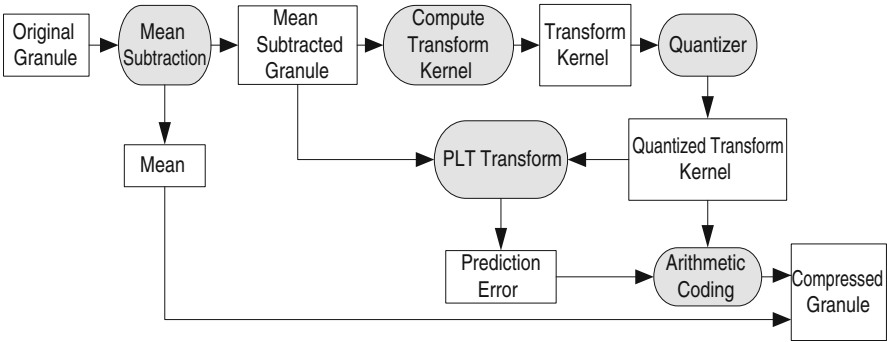 Original
Granule
Mean
Subtraction
Mean
Subtracted
Granule
Compute
Transform
Kernel
Transform
Kernel
Quantizer
Mean
PLT Transform
Quantized Transform
Kernel
Prediction
Error
Arithmetic
Coding
Compressed
Granule